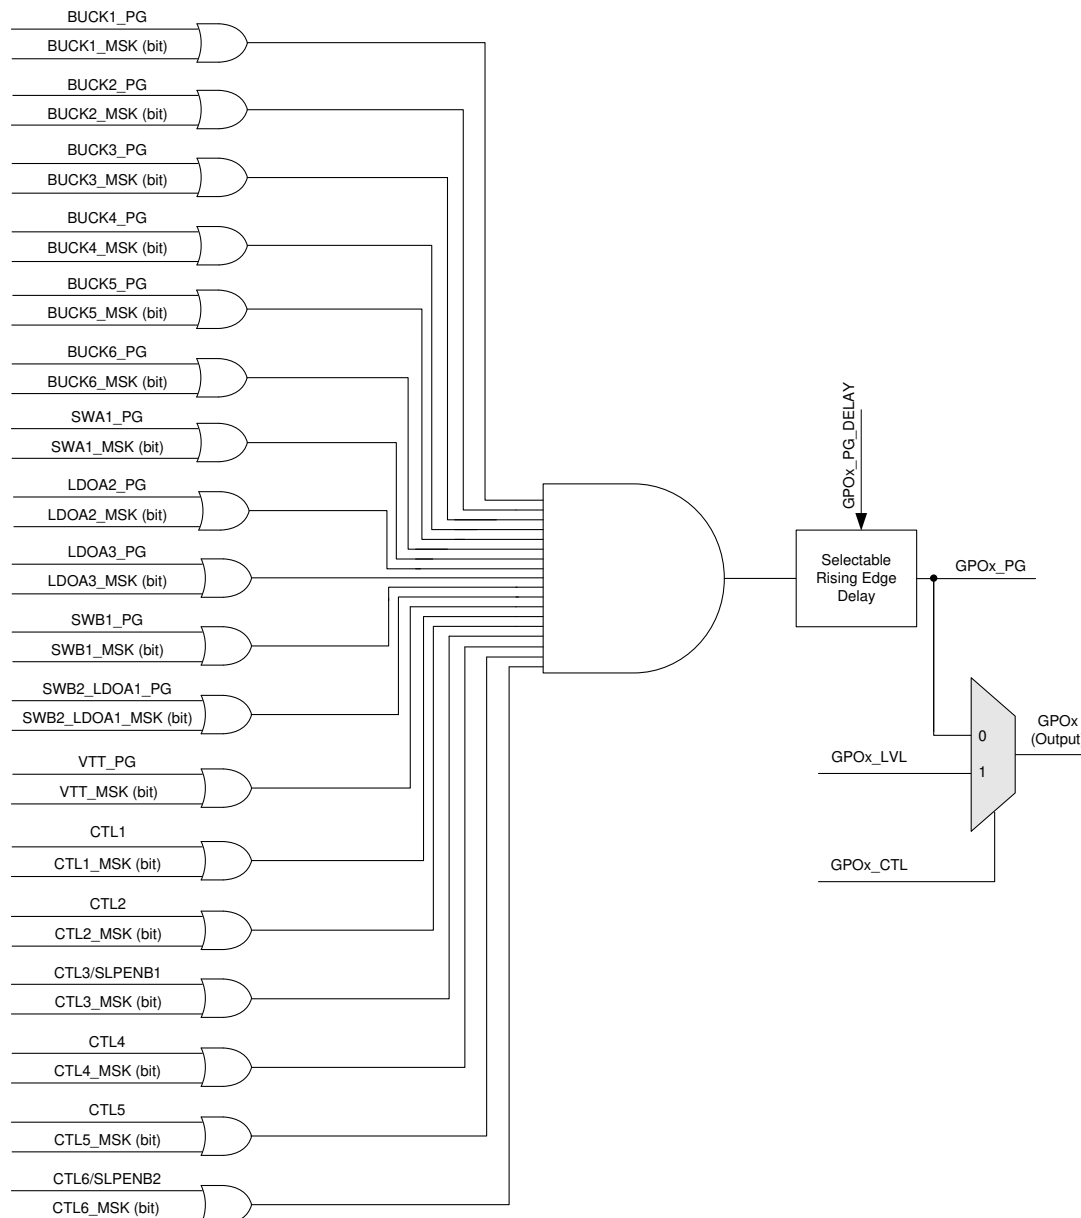 BUCK1_PG
BUCK1_MSK (bit)
BUCK2_PG
BUCK2_MSK (bit)
BUCK3_PG
BUCK3_MSK (bit)
BUCK4_PG
BUCK4_MSK (bit)
BUCK5_PG
BUCK5_MSK (bit)
BUCK6_PG
BUCK6_MSK (bit)
SWA1_PG
SWA1_MSK (bit)
LDOA2_PG
LDOA2_MSK (bit)
LDOA3_PG
LDOA3_MSK (bit)
SWB1_PG
SWB1_MSK (bit)
SWB2_LDOA1_PG
SWB2_LDOA1_MSK (bit)
VTT_PG
VTT_MSK (bit)
CTL1
CTL1_MSK (bit)
CTL2
CTL2_MSK (bit)
CTL3/SLPENB1
CTL3_MSK (bit)
CTL4
CTL4_MSK (bit)
CTL5
CTL5_MSK (bit)
CTL6/SLPENB2
CTL6_MSK (bit)
GPOx_PG_DELAY
Selectable
Rising Edge
Delay
GPOx_PG
0
1
GPOx_LVL
GPOx_CTL
GPOx
(Output